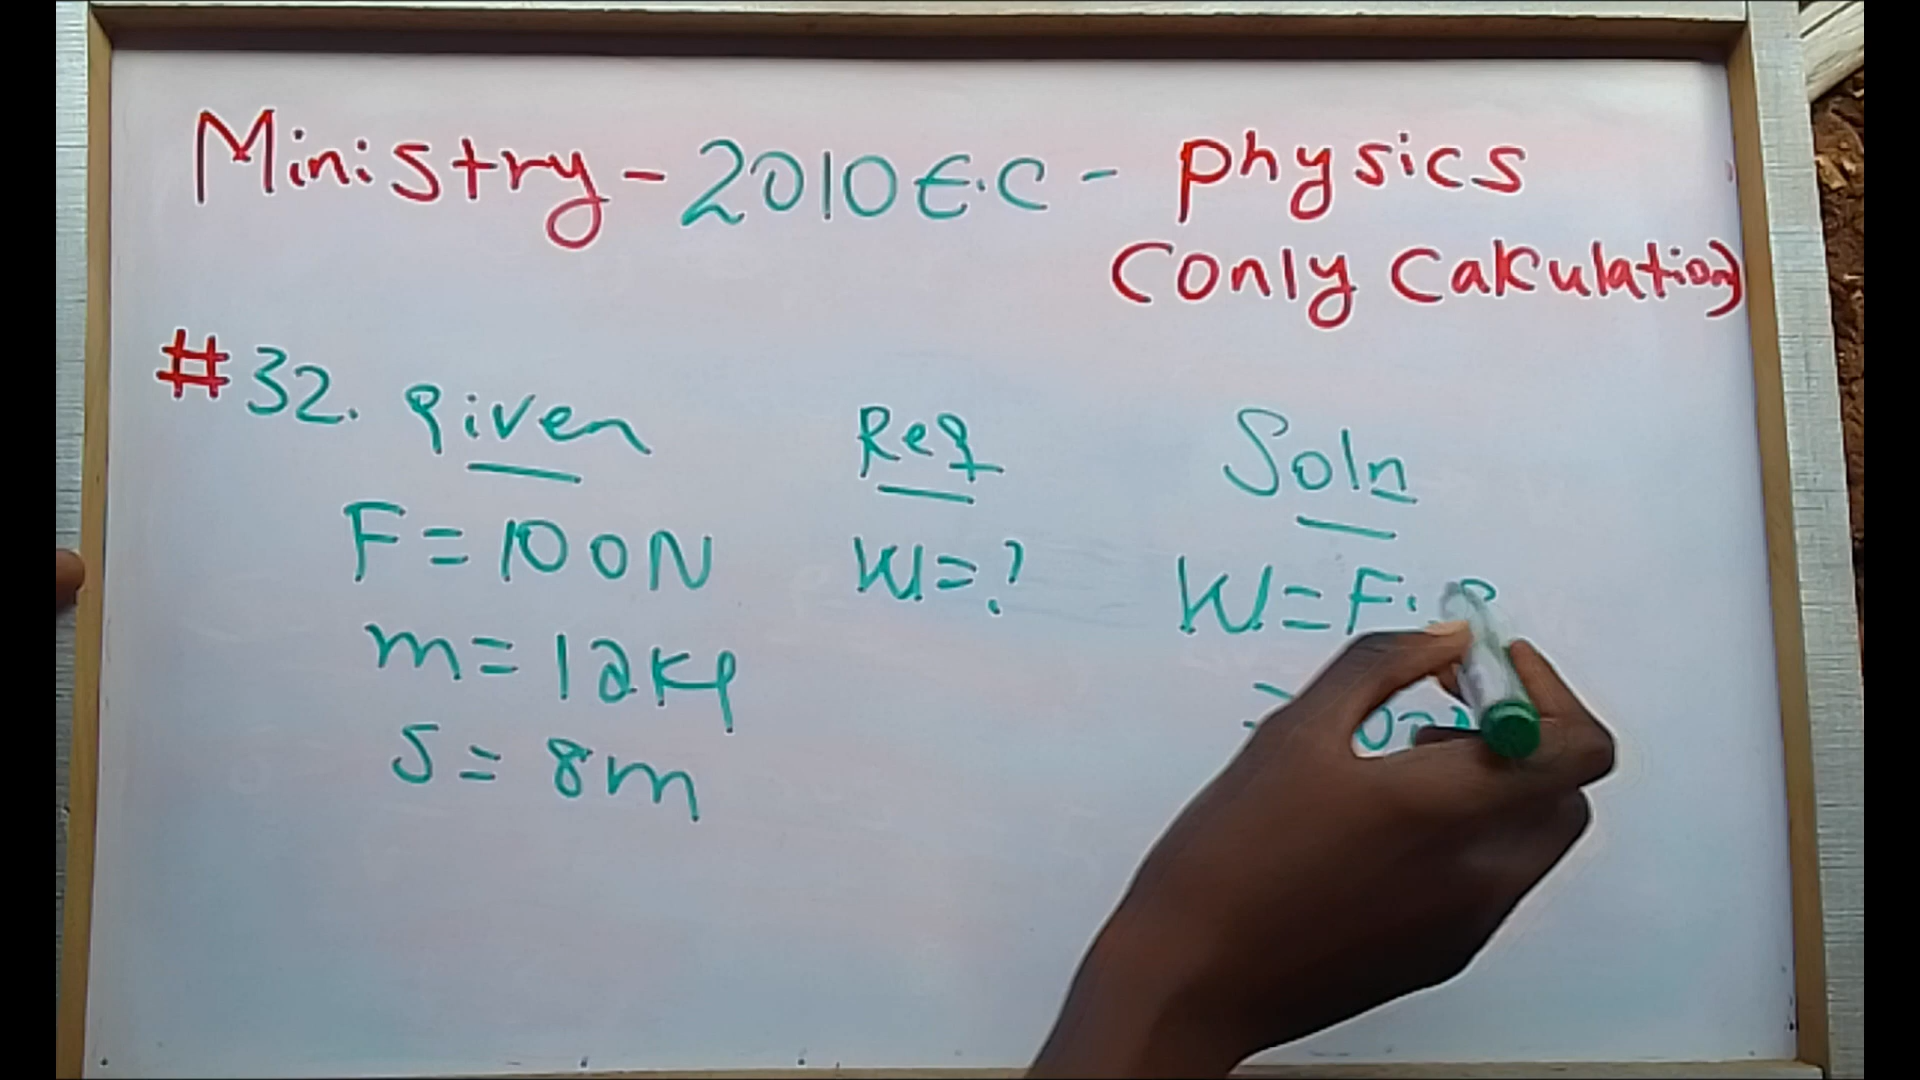 Ministry - 2010 E.C - physics
(only Calculation)
#32. Given
F = 100N
m = 12kg
S = 8m
Req
W = ?
Soln
W = F.S
=